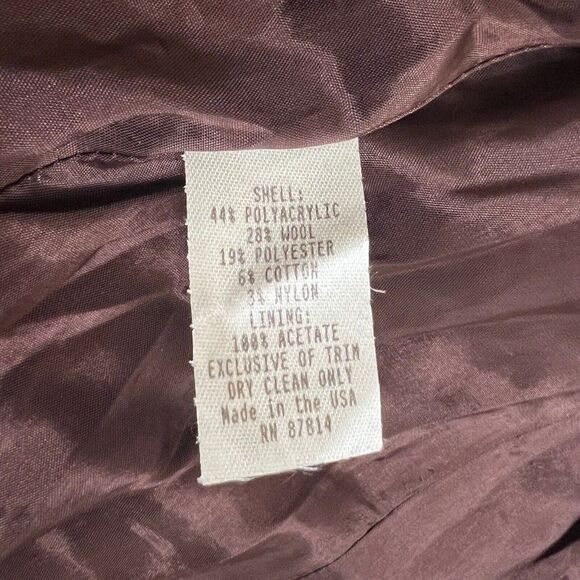 SHELL:
44% POLYACRYLIC
28% WOOL
19% POLYESTER
6% COTTON
3% NYLON
LINING:
100% ACETATE
EXCLUSIVE OF TRIM
DRY CLEAN ONLY
Made in the USA
RN 87814